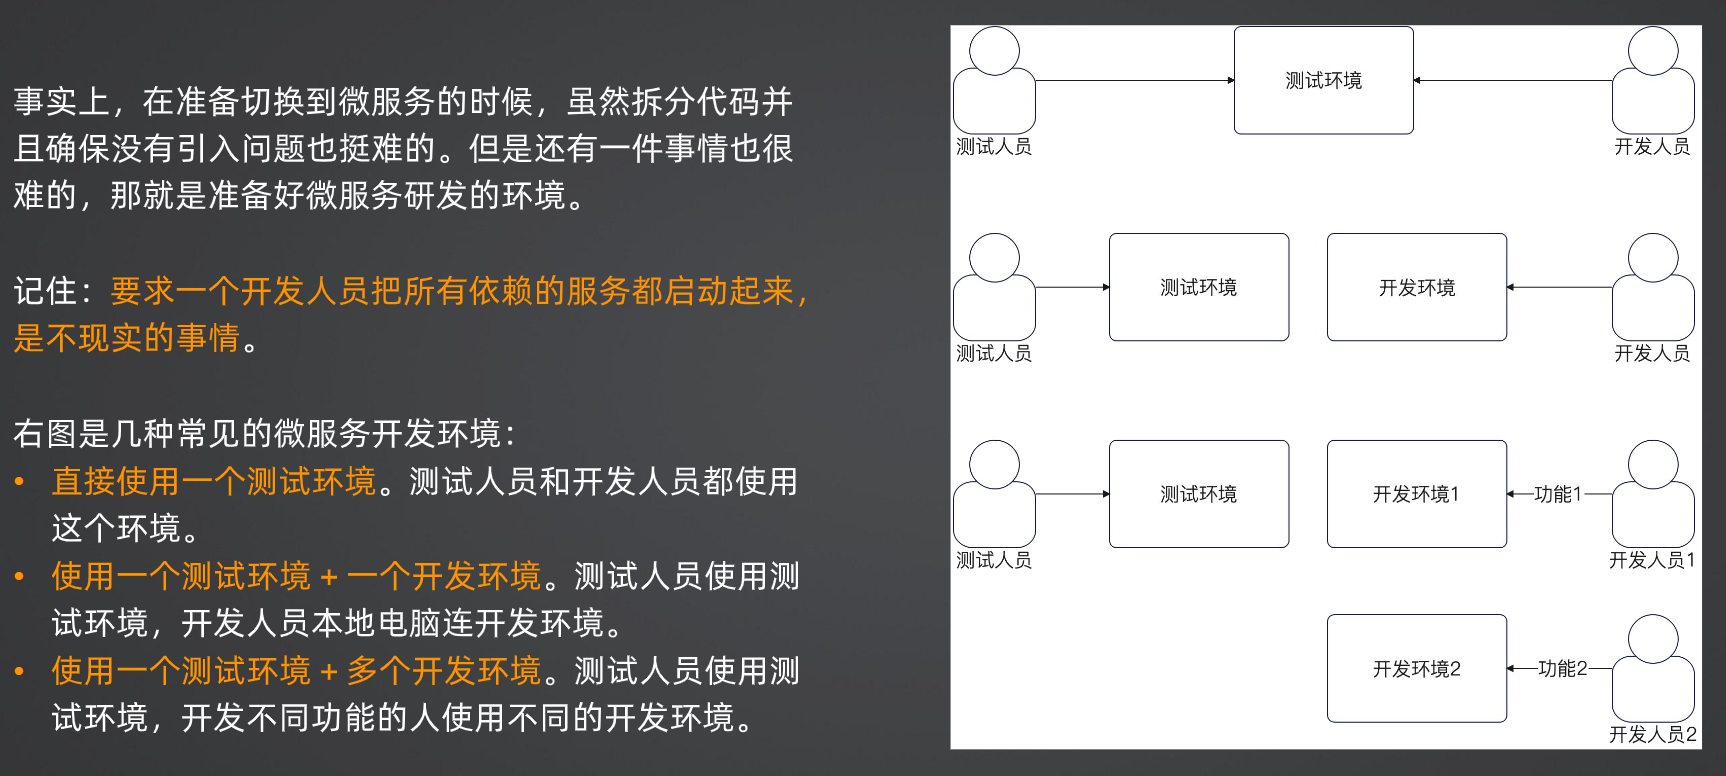 事实上，在准备切换到微服务的时候，虽然拆分代码并
且确保没有引入问题也挺难的。但是还有一件事情也很
难的，那就是准备好微服务研发的环境。
记住：要求一个开发人员把所有依赖的服务都启动起来，
是不现实的事情。
右图是几种常见的微服务开发环境：
• 直接使用一个测试环境。测试人员和开发人员都使用
这个环境。
• 使用一个测试环境 + 一个开发环境。测试人员使用测
试环境，开发人员本地电脑连开发环境。
• 使用一个测试环境 + 多个开发环境。测试人员使用测
试环境，开发不同功能的人使用不同的开发环境。
测试环境
测试人员
开发人员
测试环境
开发环境
测试人员
开发人员
测试环境
开发环境1
功能1
测试人员
开发人员1
开发环境2
功能2
开发人员2